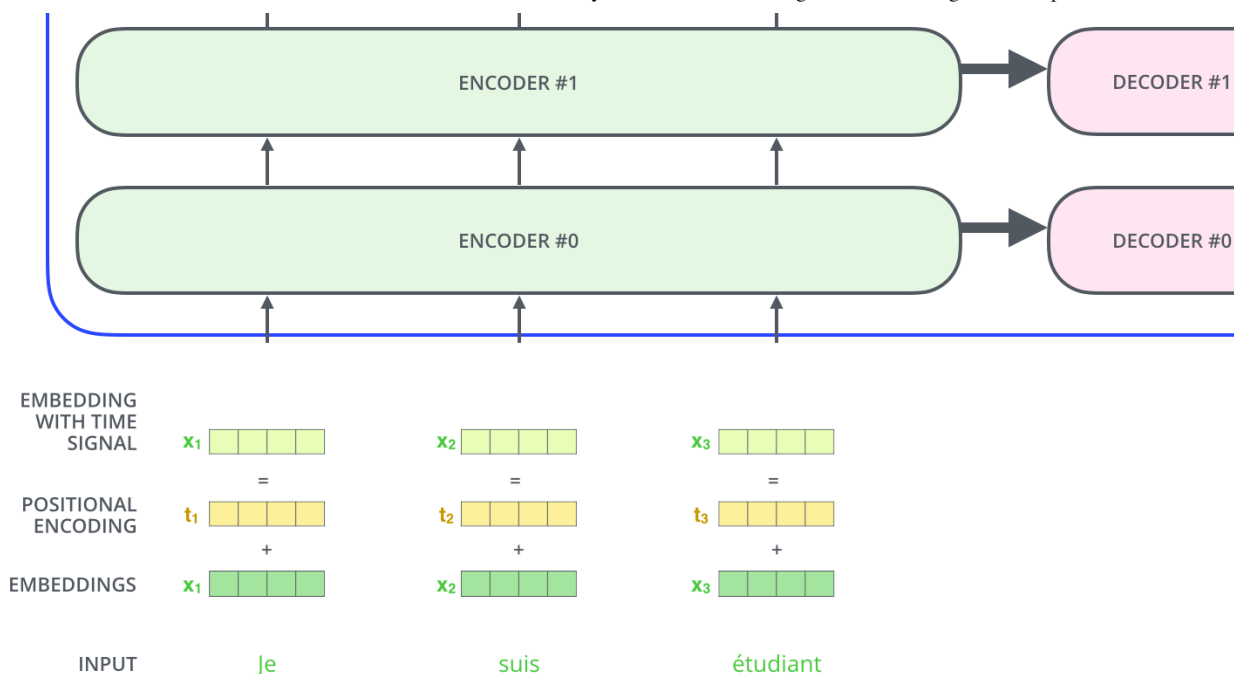 ENCODER #1
DECODER #1
ENCODER #0
DECODER #0
EMBEDDING
WITH TIME
SIGNAL
x₁ x₂ x₃
= = =
POSITIONAL
ENCODING
t₁ t₂ t₃
+ + +
EMBEDDINGS
x₁ x₂ x₃
INPUT
Je suis étudiant